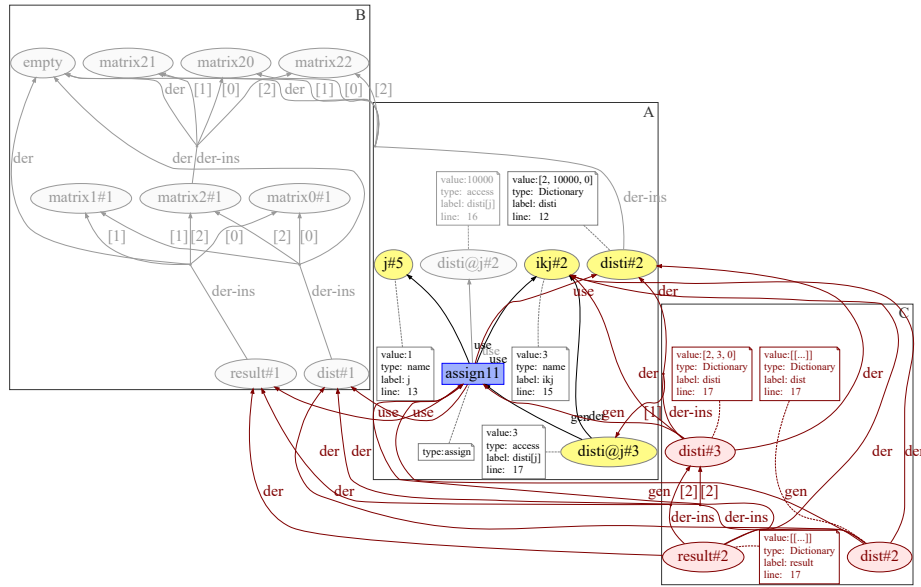 B
empty
matrix21
matrix20
matrix22
der
[1]
[0]
[2]
der
[1]
[0]
[2]
A
der
der
der-ins
value:10000
type: access
label: disti[j]
line: 16
value:[2, 10000, 0]
type: Dictionary
label: disti
line: 12
der-ins
matrix1#1
matrix2#1
matrix0#1
[1]
[1]
[2]
[0]
[2]
[0]
j#5
disti@j#2
ikj#2
disti#2
der-ins
der-ins
use
der
C
use
use
use
value:1
type: name
label: j
line: 13
value:3
type: name
label: ikj
line: 15
value:[2, 3, 0]
type: Dictionary
label: disti
line: 17
value:[[...]]
type: Dictionary
label: dist
line: 17
result#1
dist#1
assign11
der
der
der
use
use
gen
der
gen
[1]
der-ins
type:assign
value:3
type: access
label: disti[j]
line: 17
disti@j#3
disti#3
der
der
der
der
gen
[2]
[2]
gen
der-ins
der-ins
result#2
value:[[...]]
type: Dictionary
label: result
line: 17
dist#2